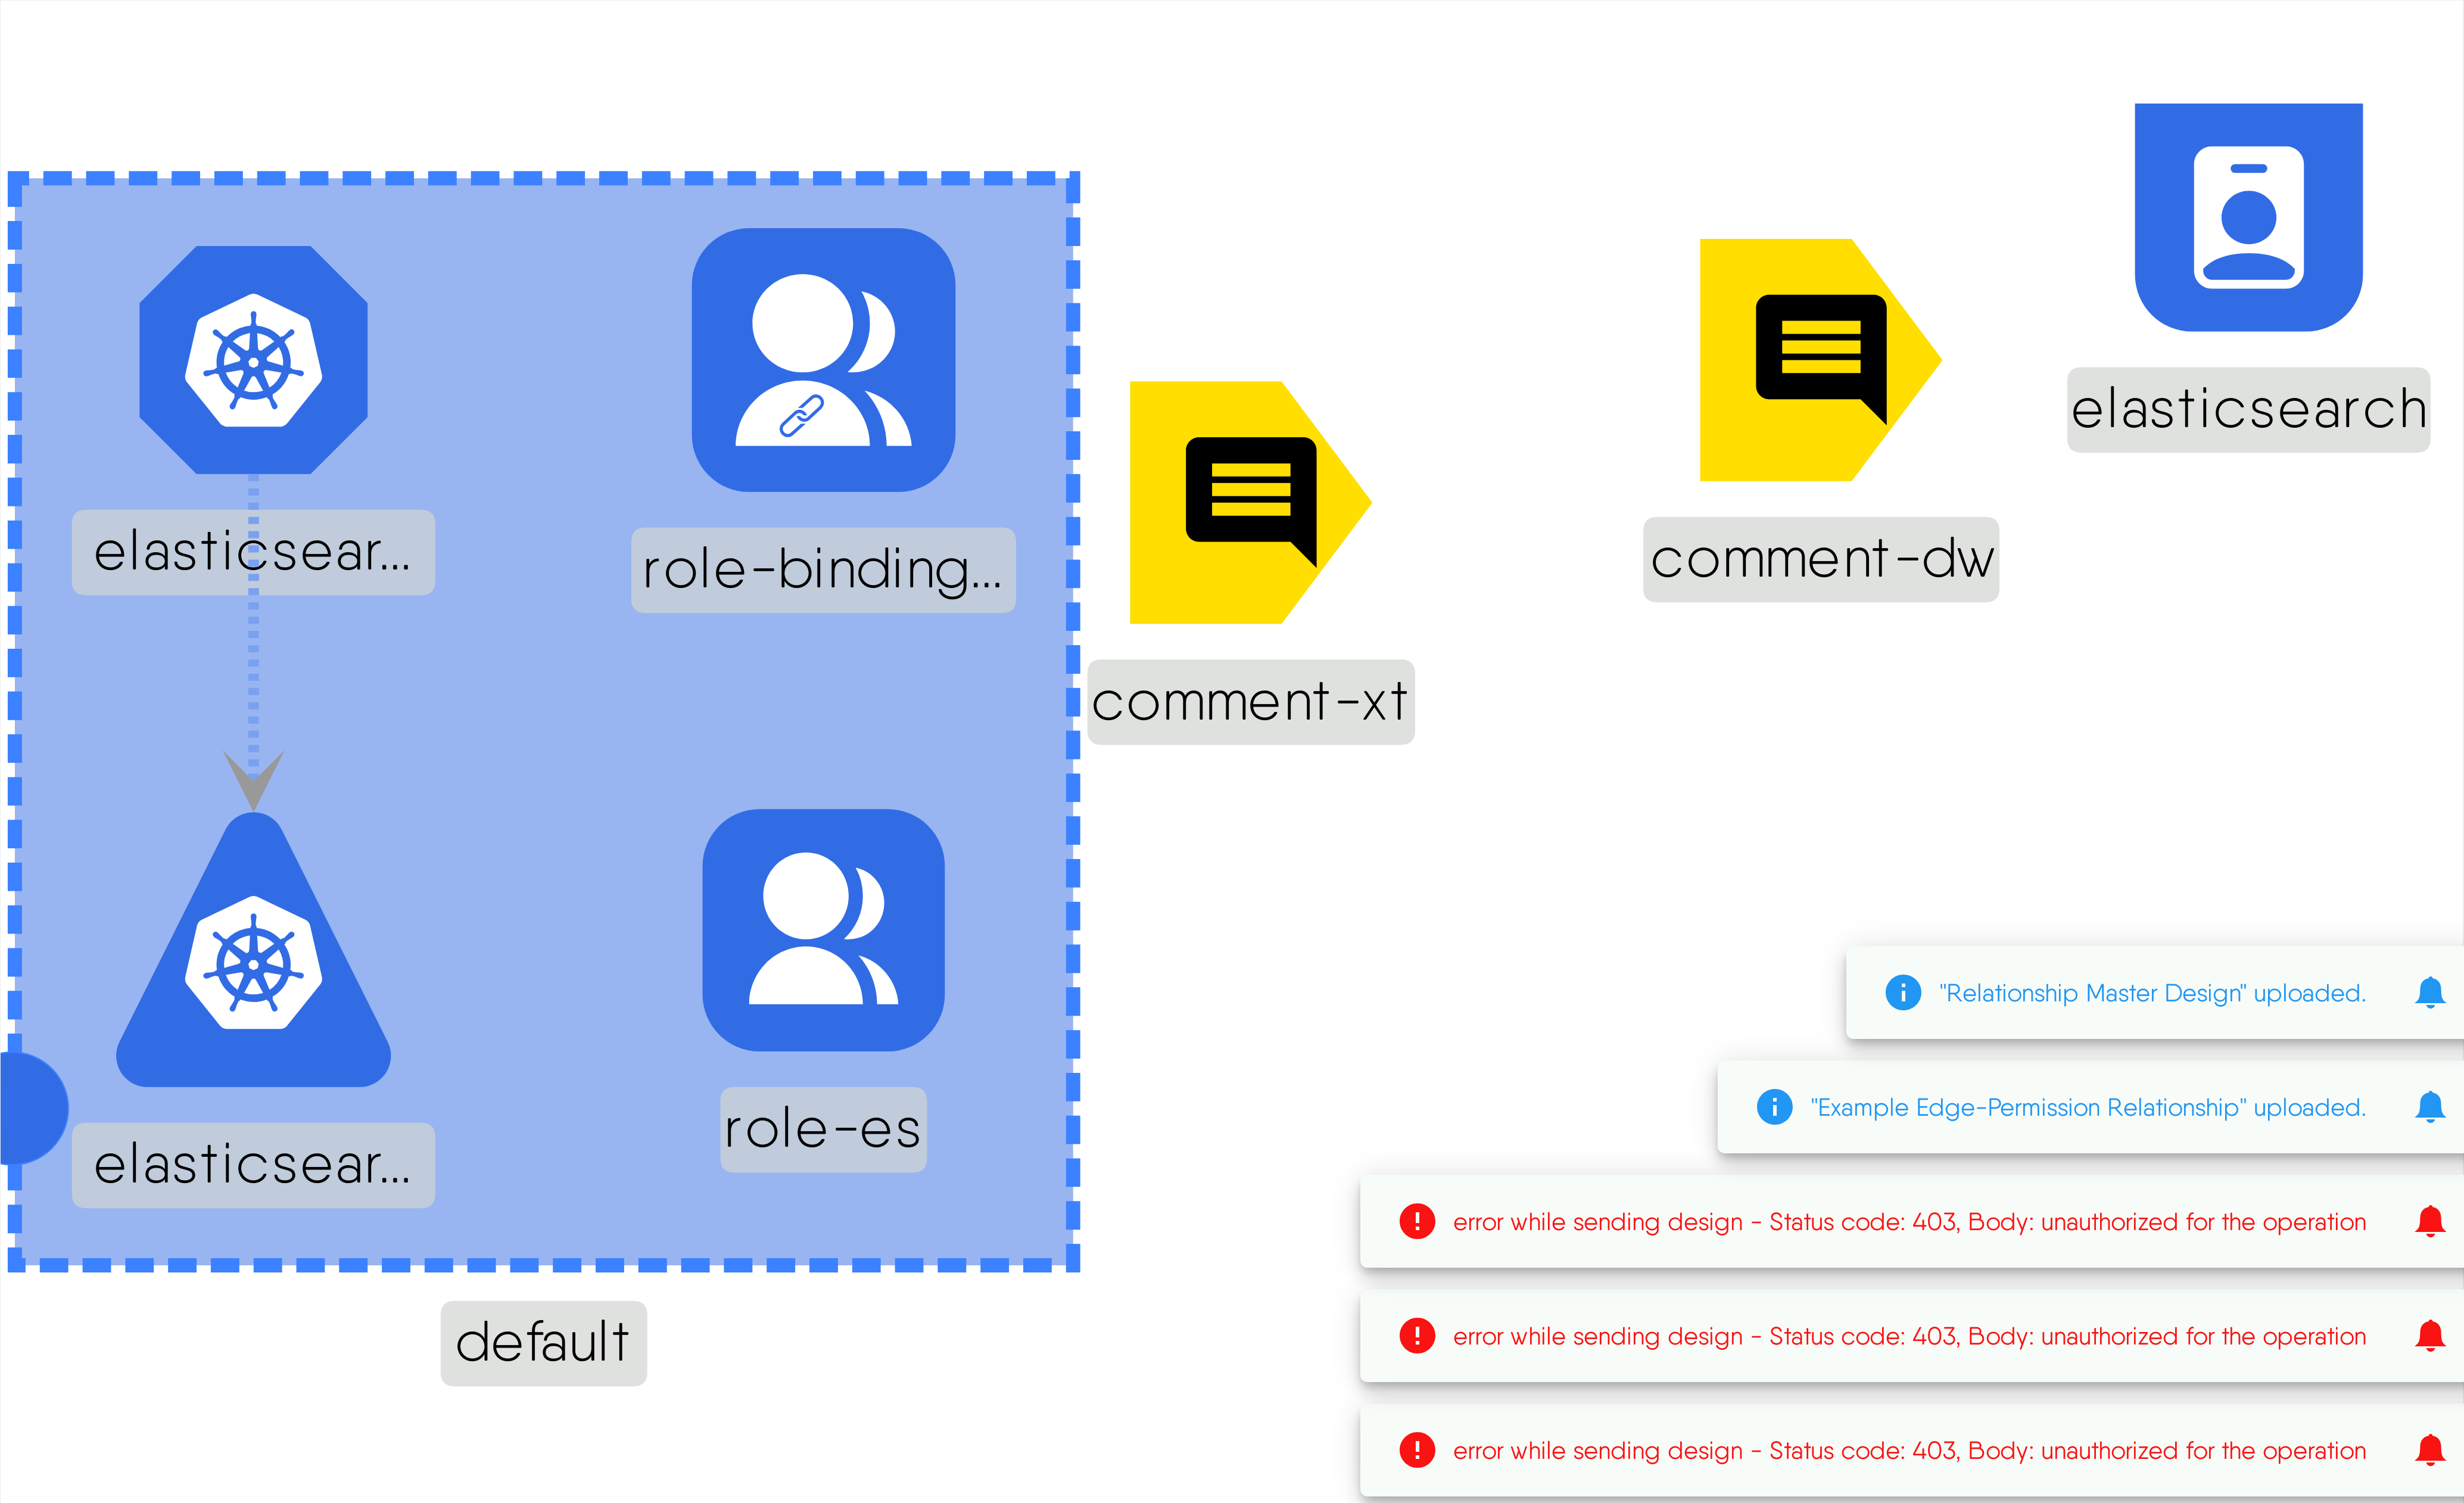 elasticsearch
elasticsear...
role-binding...
comment-dw
comment-xt
elasticsear...
role-es
default
"Relationship Master Design" uploaded.
"Example Edge-Permission Relationship" uploaded.
error while sending design - Status code: 403, Body: unauthorized for the operation
error while sending design - Status code: 403, Body: unauthorized for the operation
error while sending design - Status code: 403, Body: unauthorized for the operation